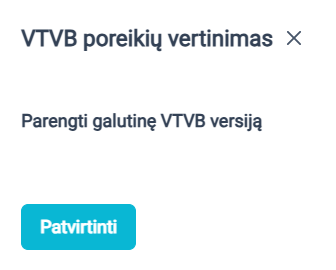 VTVB poreikių vertinimas
Parengti galutinę VTVB versiją
Patvirtinti